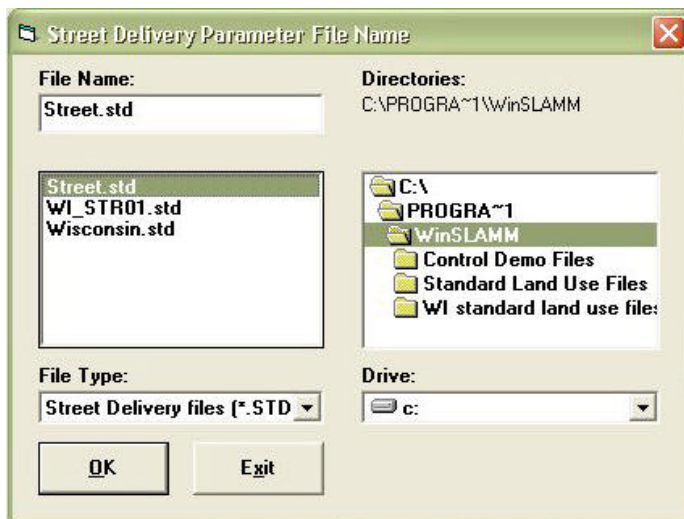 Street Delivery Parameter File Name
File Name:
Street.std
Street.std
WI_STR01.std
Wisconsin.std
File Type:
Street Delivery files (*.STD
OK
Exit
Directories:
C:\PROGRA~1\WinSLAMM
C:\
PROGRA~1
WinSLAMM
Control Demo Files
Standard Land Use Files
WI standard land use files
Drive:
c: